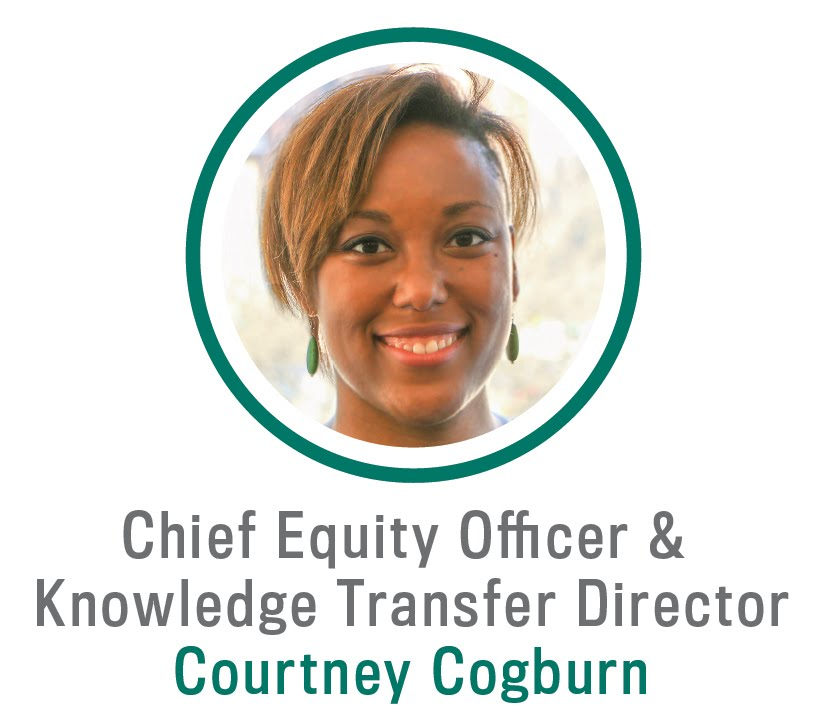 Chief Equity Officer &
Knowledge Transfer Director
Courtney Cogburn